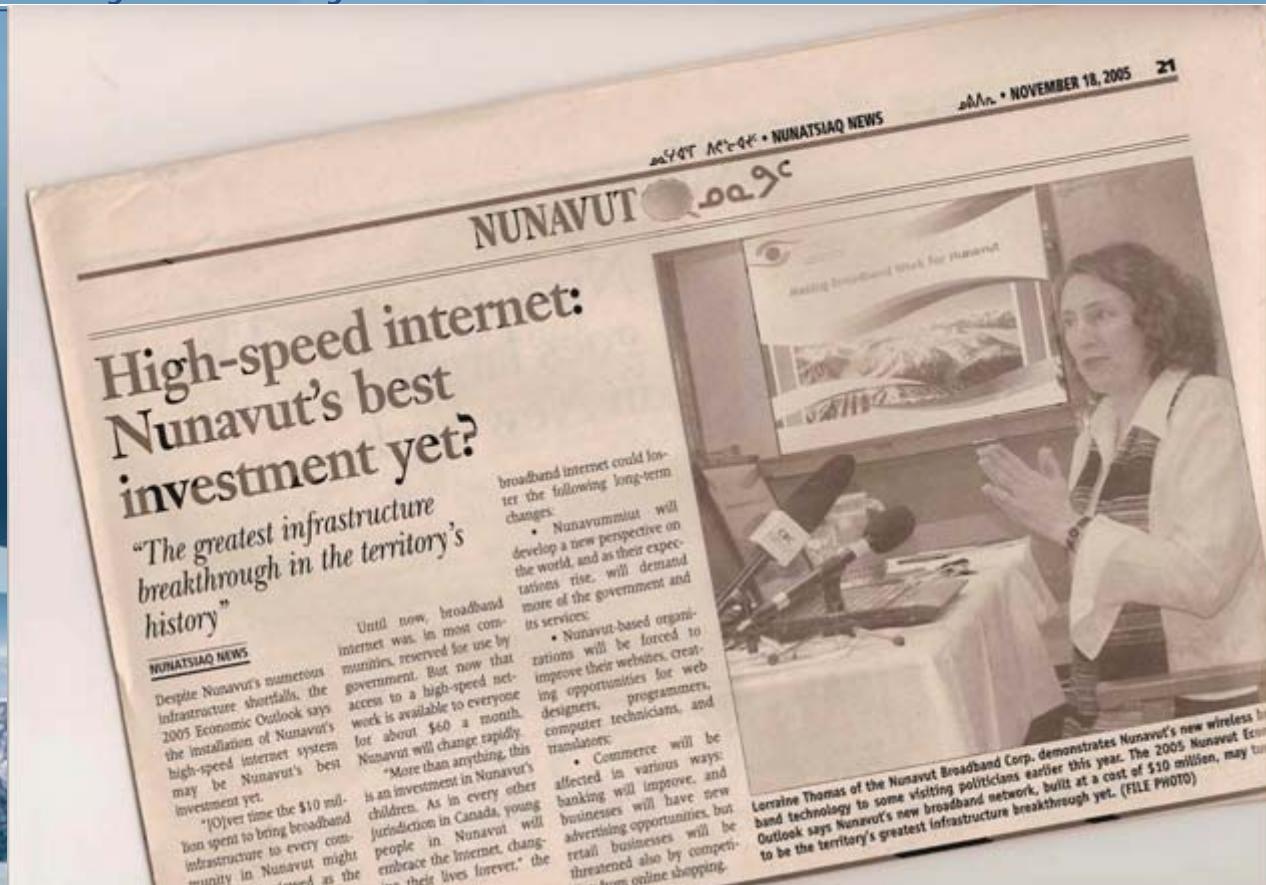 ᓄᓇᑦᓯᐊᖅ • NUNATSIAQ NEWS
• NOVEMBER 18, 2005 21
NUNAVUT ᓄᓇᕗᑦ
High-speed internet:
Nunavut's best
investment yet?
“The greatest infrastructure
breakthrough in the territory's
history”
NUNATSIAQ NEWS
Despite Nunavut's numerous
infrastructure shortfalls, the
2005 Economic Outlook says
the installation of Nunavut's
high-speed internet system
may be Nunavut's best
investment yet.
"[O]ver time the $10 mil-
lion spent to bring broadband
infrastructure to every com-
munity in Nunavut might
as the
Until now, broadband
internet was, in most com-
munities, reserved for use by
government. But now that
access to a high-speed net-
work is available to everyone
for about $60 a month,
Nunavut will change rapidly.
"More than anything, this
is an investment in Nunavut's
children. As in every other
jurisdiction in Canada, young
people in Nunavut will
embrace the Internet, chang-
ing their lives forever," the
broadband internet could fos-
ter the following long-term
changes:
• Nunavummiut will
develop a new perspective on
the world, and as their expec-
tations rise, will demand
more of the government and
its services;
• Nunavut-based organi-
zations will be forced to
improve their websites, creat-
ing opportunities for web
designers, programmers,
computer technicians, and
translators;
• Commerce will be
affected in various ways:
banking will improve, and
businesses will have new
advertising opportunities, but
retail businesses will be
threatened also by competi-
from online shopping.
Making Broadband Work for Nunavut
CBC
Lorraine Thomas of the Nunavut Broadband Corp. demonstrates Nunavut's new wireless
band technology to some visiting politicians earlier this year. The 2005 Nunavut
Outlook says Nunavut's new broadband network, built at a cost of $10 million, may
to be the territory's greatest infrastructure breakthrough yet. (FILE PHOTO)